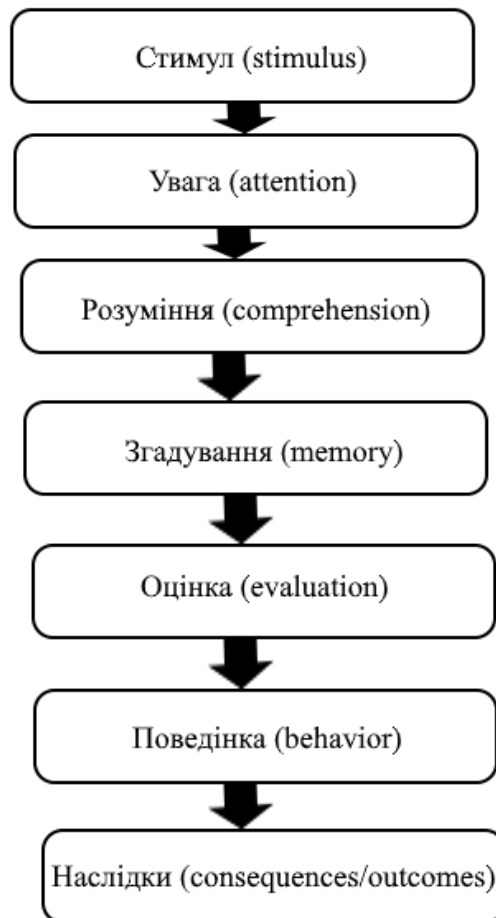 Стимул (stimulus)
Увага (attention)
Розуміння (comprehension)
Згадування (memory)
Оцінка (evaluation)
Поведінка (behavior)
Наслідки (consequences/outcomes)